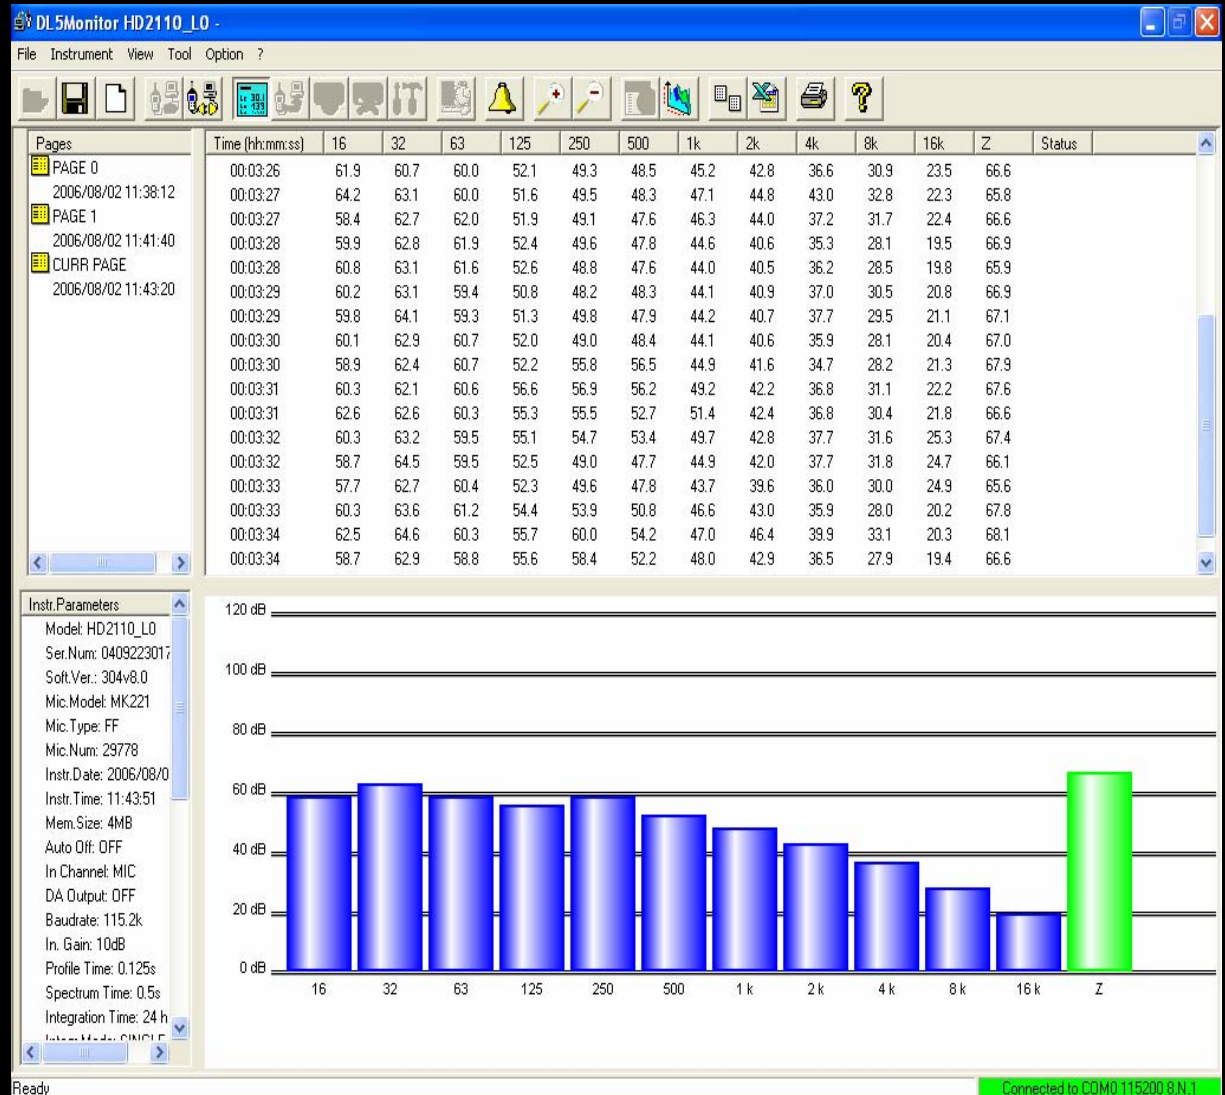 DL5Monitor HD2110_L0 -
File Instrument View Tool Option ?
Pages
PAGE 0
2006/08/02 11:38:12
PAGE 1
2006/08/02 11:41:40
CURR PAGE
2006/08/02 11:43:20
Time (hh:mm:ss) 16 32 63 125 250 500 1k 2k 4k 8k 16k Z Status
00:03:26 61.9 60.7 60.0 52.1 49.3 48.5 45.2 42.8 36.6 30.9 23.5 66.6
00:03:27 64.2 63.1 60.0 51.6 49.5 48.3 47.1 44.8 43.0 32.8 22.3 65.8
00:03:27 58.4 62.7 62.0 51.9 49.1 47.6 46.3 44.0 37.2 31.7 22.4 66.6
00:03:28 59.9 62.8 61.9 52.4 49.6 47.8 44.6 40.6 35.3 28.1 19.5 66.9
00:03:28 60.8 63.1 61.6 52.6 48.8 47.6 44.0 40.5 36.2 28.5 19.8 65.9
00:03:29 60.2 63.1 59.4 50.8 48.2 48.3 44.1 40.9 37.0 30.5 20.8 66.9
00:03:29 59.8 64.1 59.3 51.3 49.8 47.9 44.2 40.7 37.7 29.5 21.1 67.1
00:03:30 60.1 62.9 60.7 52.0 49.0 48.4 44.1 40.6 35.9 28.1 20.4 67.0
00:03:30 58.9 62.4 60.7 52.2 55.8 56.5 44.9 41.6 34.7 28.2 21.3 67.9
00:03:31 60.3 62.1 60.6 56.6 56.9 56.2 49.2 42.2 36.8 31.1 22.2 67.6
00:03:31 62.6 62.6 60.3 55.3 55.5 52.7 51.4 42.4 36.8 30.4 21.8 66.6
00:03:32 60.3 63.2 59.5 55.1 54.7 53.4 49.7 42.8 37.7 31.6 25.3 67.4
00:03:32 58.7 64.5 59.5 52.5 49.0 47.7 44.9 42.0 37.7 31.8 24.7 66.1
00:03:33 57.7 62.7 60.4 52.3 49.6 47.8 43.7 39.6 36.0 30.0 24.9 65.6
00:03:33 60.3 63.6 61.2 54.4 53.9 50.8 46.6 43.0 35.9 28.0 20.2 67.8
00:03:34 62.5 64.6 60.3 55.7 60.0 54.2 47.0 46.4 39.9 33.1 20.3 68.1
00:03:34 58.7 62.9 58.8 55.6 58.4 52.2 48.0 42.9 36.5 27.9 19.4 66.6
Instr.Parameters
Model: HD2110_L0
Ser.Num: 0409223017
Soft.Ver.: 304v8.0
Mic.Model: MK221
Mic.Type: FF
Mic.Num: 29778
Instr.Date: 2006/08/0
Instr.Time: 11:43:51
Mem.Size: 4MB
Auto Off: OFF
In Channel: MIC
DA Output: OFF
Baudrate: 115.2k
In. Gain: 10dB
Profile Time: 0.125s
Spectrum Time: 0.5s
Integration Time: 24 h
120 dB
100 dB
80 dB
60 dB
40 dB
20 dB
0 dB
16 32 63 125 250 500 1 k 2 k 4 k 8 k 16 k Z
Ready
Connected to COM0 115200 8.N.1